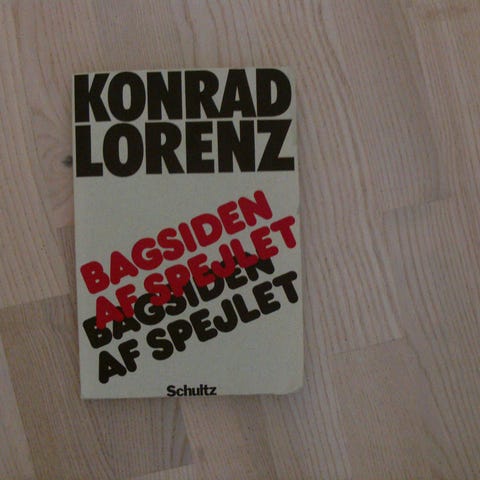 KONRAD
LORENZ
BAGSIDEN
AF SPEJLET
BAGSIDEN
AF SPEJLET
Schultz